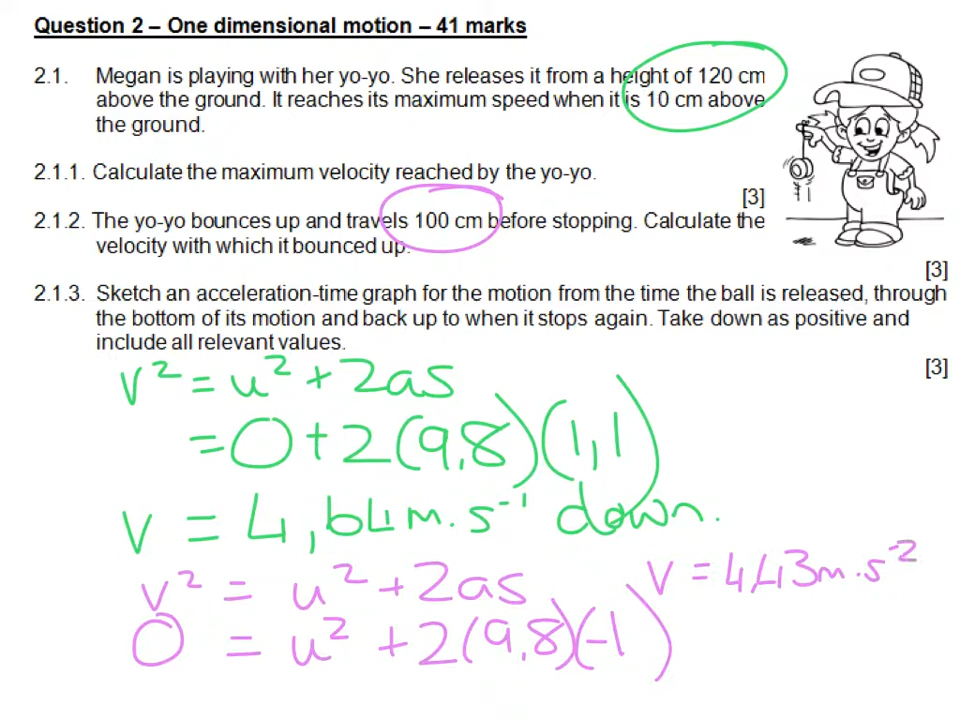 Question 2 – One dimensional motion – 41 marks
2.1. Megan is playing with her yo-yo. She releases it from a height of 120 cm
above the ground. It reaches its maximum speed when it is 10 cm above
the ground.
2.1.1. Calculate the maximum velocity reached by the yo-yo.
[3]
2.1.2. The yo-yo bounces up and travels 100 cm before stopping. Calculate the
velocity with which it bounced up.
[3]
2.1.3. Sketch an acceleration-time graph for the motion from the time the ball is released, through
the bottom of its motion and back up to when it stops again. Take down as positive and
include all relevant values.
[3]
v² = u² + 2as
= 0 + 2(9,8)(1,1)
v = 4,64m.s⁻¹ down.
v² = u² + 2as
v = 4,43m.s⁻²
0 = u² + 2(9,8)(-1)